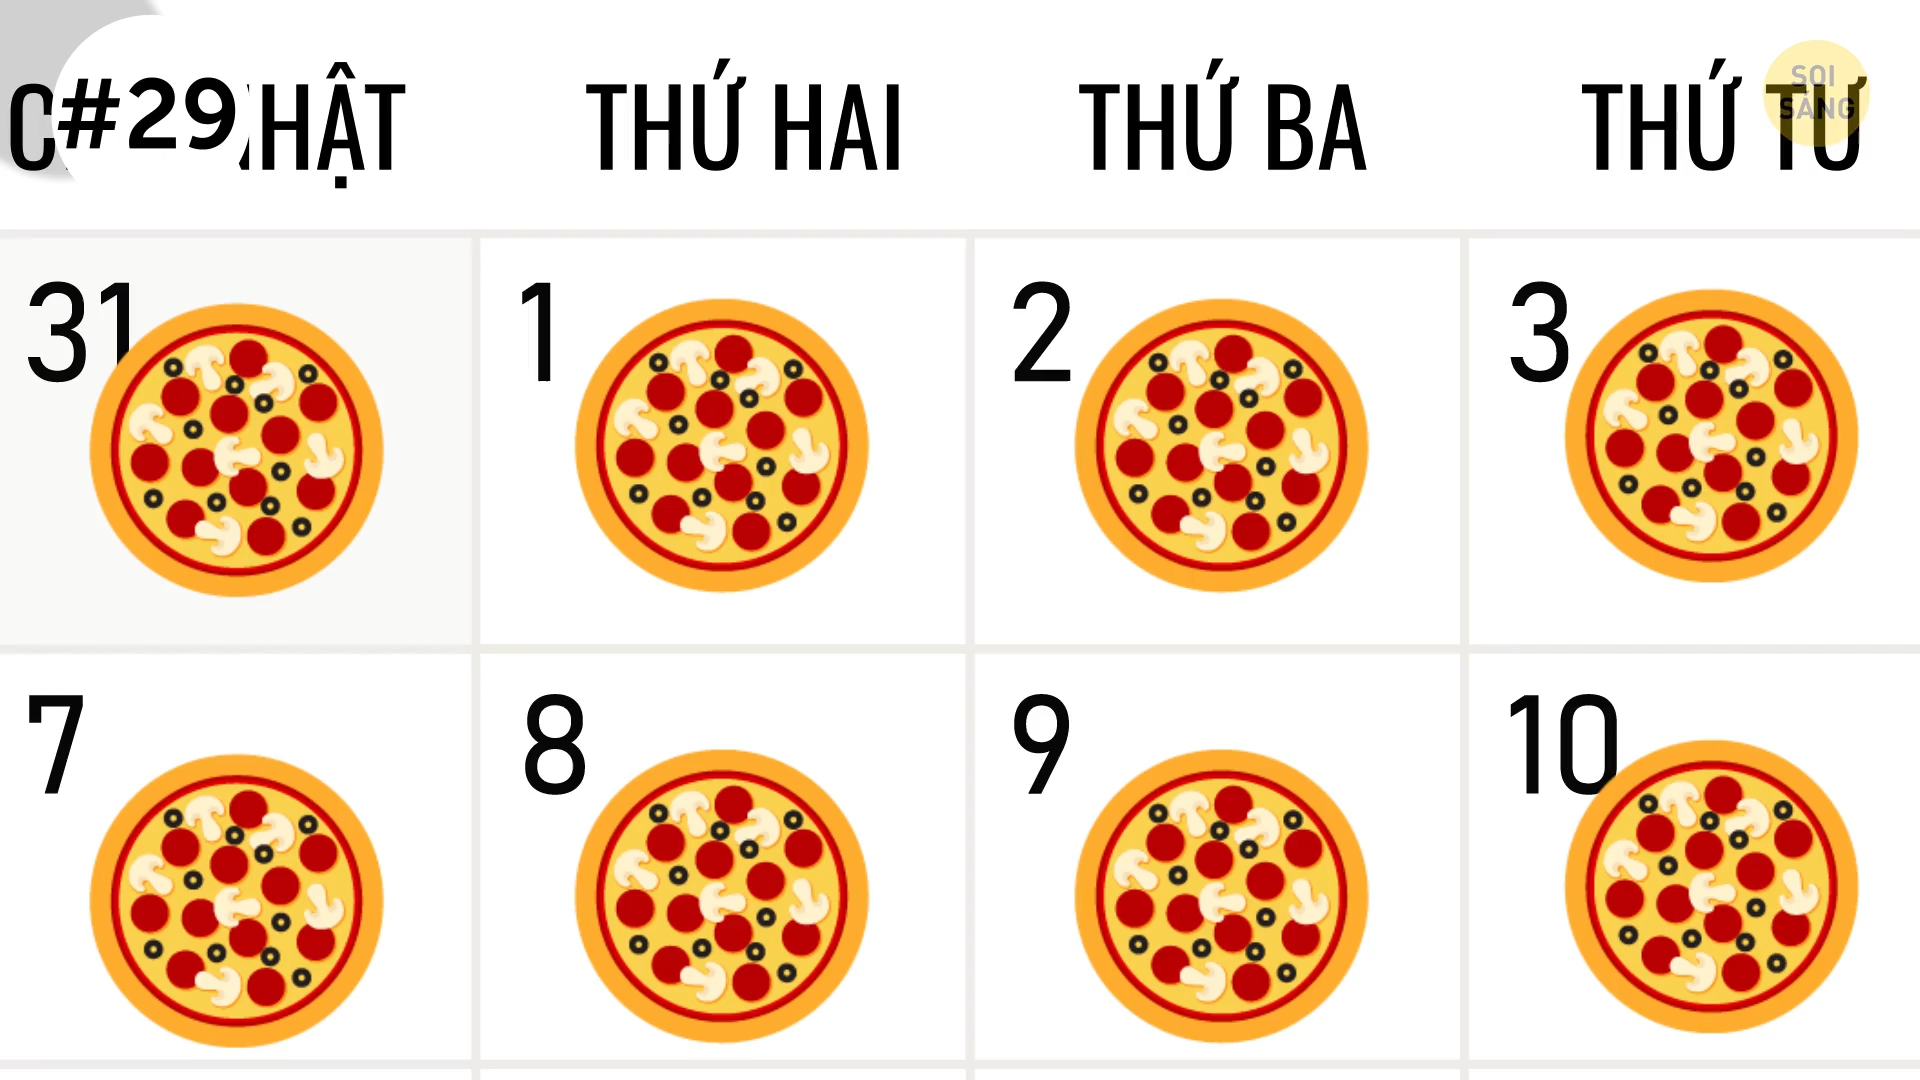 #29
HẬT THỨ HAI THỨ BA THỨ TƯ
SOI
SÁNG
31 1 2 3
7 8 9 10